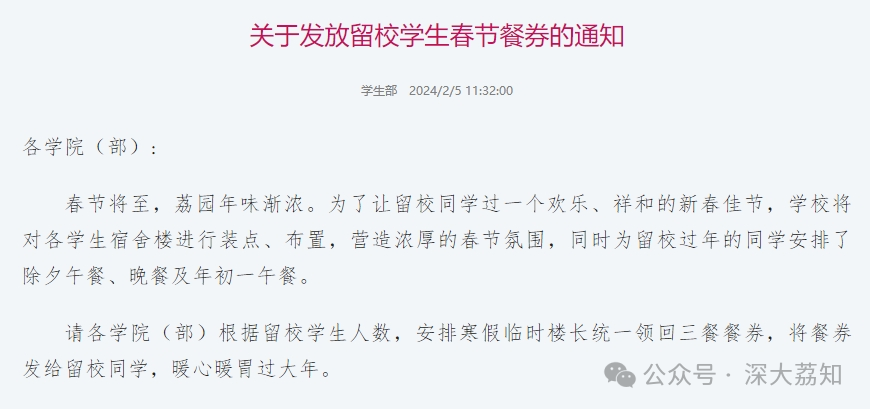 关于发放留校学生春节餐券的通知
学生部 2024/2/5 11:32:00
各学院（部）：
春节将至，荔园年味渐浓。为了让留校同学过一个欢乐、祥和的新春佳节，学校将
对各学生宿舍楼进行装点、布置，营造浓厚的春节氛围，同时为留校过年的同学安排了
除夕午餐、晚餐及年初一午餐。
请各学院（部）根据留校学生人数，安排寒假临时楼长统一领回三餐餐券，将餐券
发给留校同学，暖心暖胃过大年。
公众号 · 深大荔知